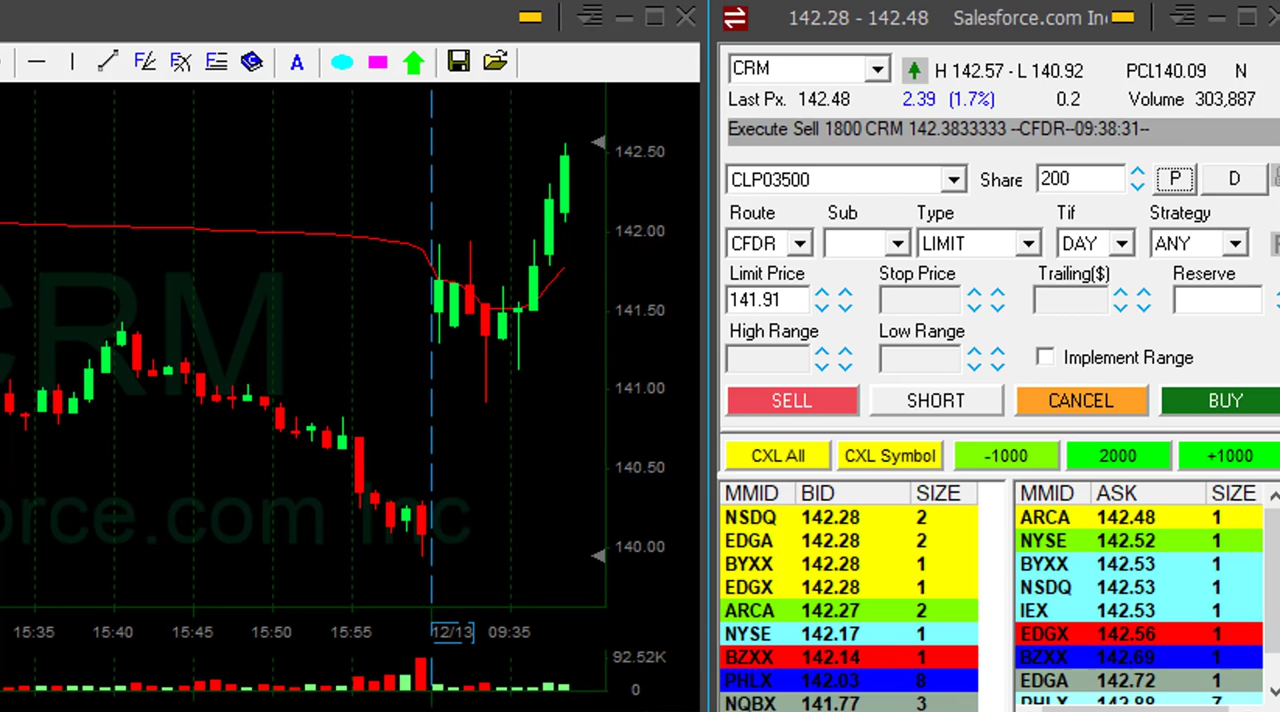 142.28 - 142.48 Salesforce.com Inc
A
CRM
H 142.57 - L 140.92 PCL140.09 N
Last Px. 142.48 2.39 (1.7%) 0.2 Volume 303,887
Execute Sell 1800 CRM 142.3833333 --CFDR--09:38:31--
CLP03500 Share 200 P D
Route Sub Type Tif Strategy
CFDR LIMIT DAY ANY
Limit Price Stop Price Trailing($) Reserve
141.91
High Range Low Range
Implement Range
SELL SHORT CANCEL BUY
CXL All CXL Symbol -1000 2000 +1000
MMID BID SIZE MMID ASK SIZE
NSDQ 142.28 2 ARCA 142.48 1
EDGA 142.28 2 NYSE 142.52 1
BYXX 142.28 1 BYXX 142.53 1
EDGX 142.28 1 NSDQ 142.53 1
ARCA 142.27 2 IEX 142.53 1
NYSE 142.17 1 EDGX 142.56 1
BZXX 142.14 1 BZXX 142.69 1
PHLX 142.03 8 EDGA 142.72 1
NQBX 141.77 3 PHLX 142.88 7
142.50
142.00
141.50
141.00
140.50
140.00
CRM
rce.com Inc
15:35 15:40 15:45 15:50 15:55 12/13 09:35
92.52K
0